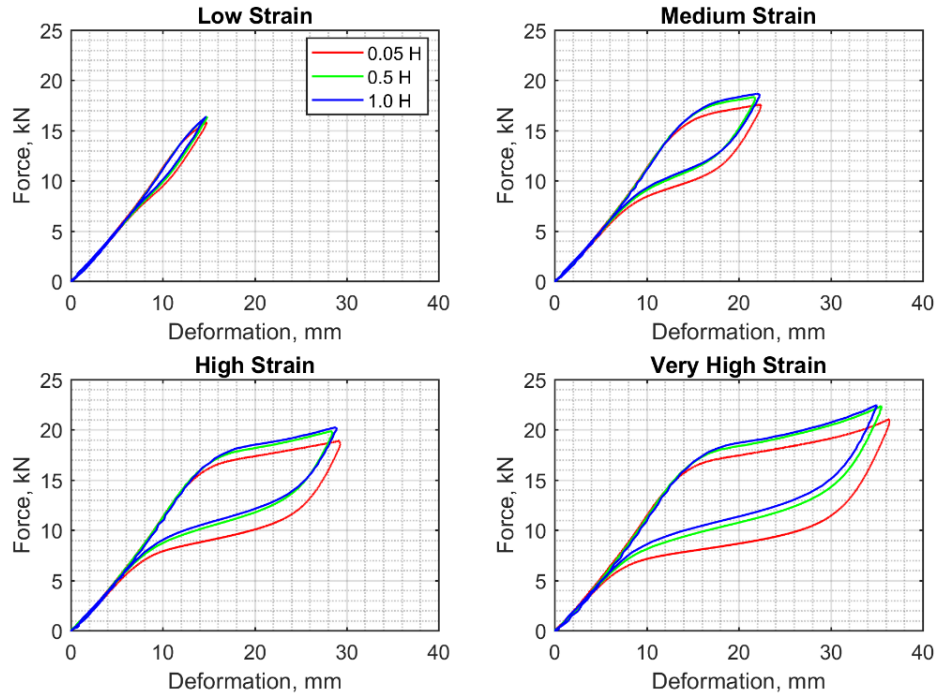 Low Strain
Force, kN
25
20
15
10
5
0
0 10 20 30 40
Deformation, mm
0.05 H
0.5 H
1.0 H
Medium Strain
Force, kN
25
20
15
10
5
0
0 10 20 30 40
Deformation, mm
High Strain
Force, kN
25
20
15
10
5
0
0 10 20 30 40
Deformation, mm
Very High Strain
Force, kN
25
20
15
10
5
0
0 10 20 30 40
Deformation, mm